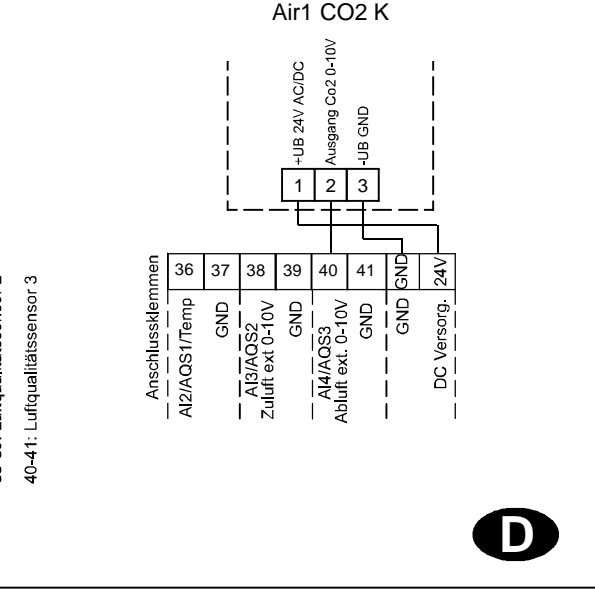 Air1 CO2 K
+UB 24V AC/DC
Ausgang Co2 0-10V
-UB GND
1 2 3
Anschlussklemmen
36 37 38 39 40 41 GND 24V
AI2/AQS1/Temp
GND
AI3/AQS2
Zuluft ext 0-10V
GND
AI4/AQS3
Abluft ext. 0-10V
GND
GND
DC Versorg.
40-41: Luftqualitätssensor 3
D